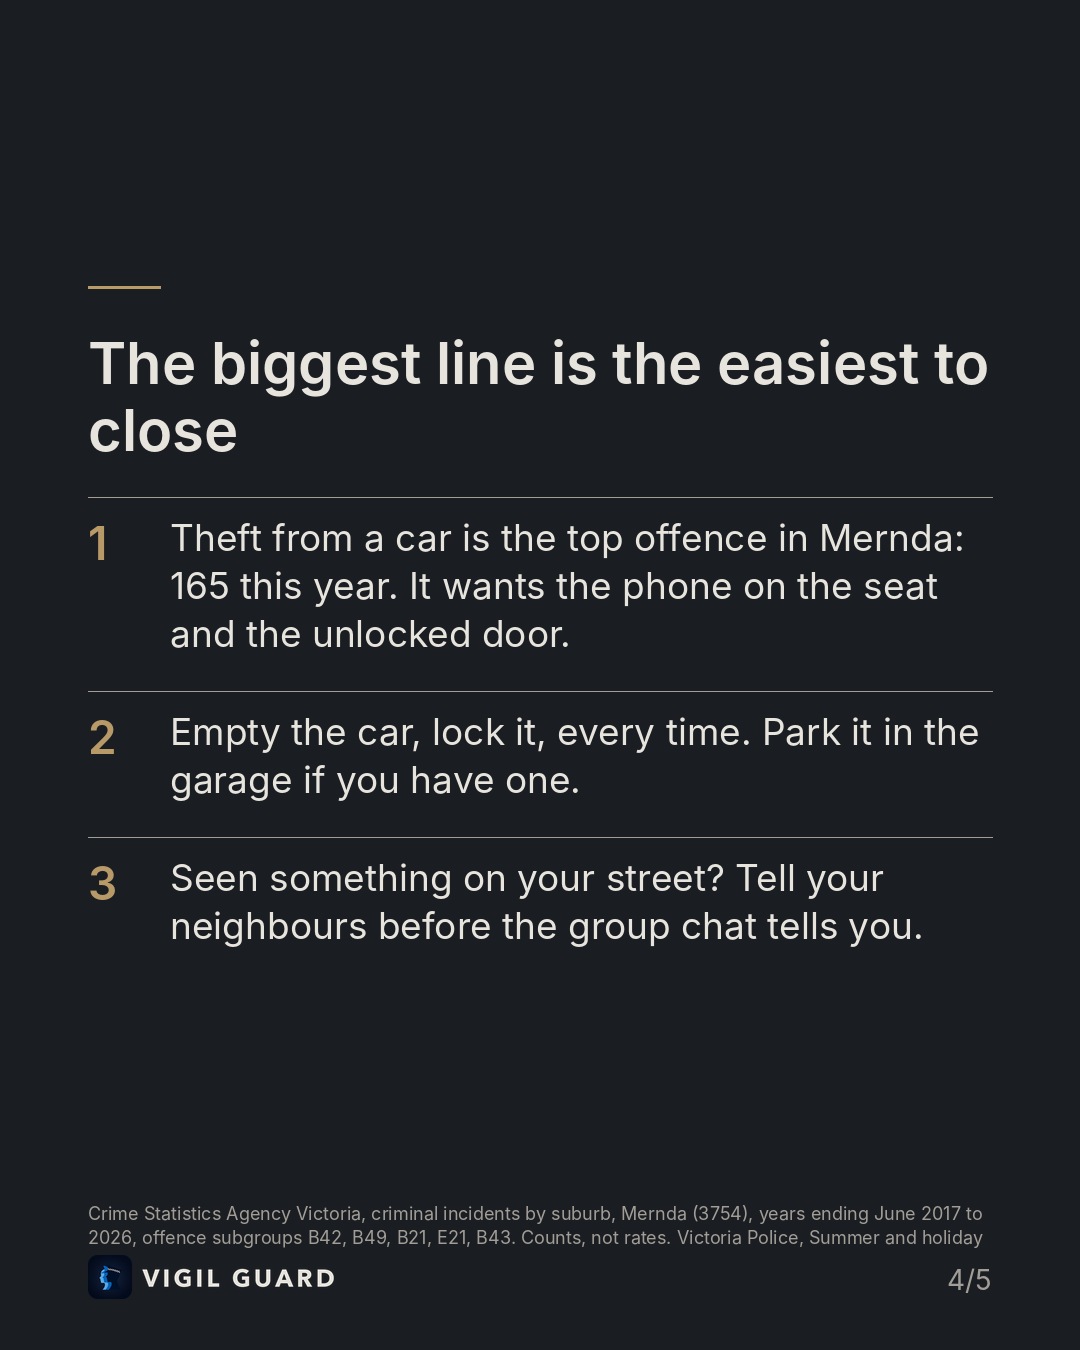 The biggest line is the easiest to
close
1 Theft from a car is the top offence in Mernda:
165 this year. It wants the phone on the seat
and the unlocked door.
2 Empty the car, lock it, every time. Park it in the
garage if you have one.
3 Seen something on your street? Tell your
neighbours before the group chat tells you.
Crime Statistics Agency Victoria, criminal incidents by suburb, Mernda (3754), years ending June 2017 to
2026, offence subgroups B42, B49, B21, E21, B43. Counts, not rates. Victoria Police, Summer and holiday
VIGIL GUARD
4/5